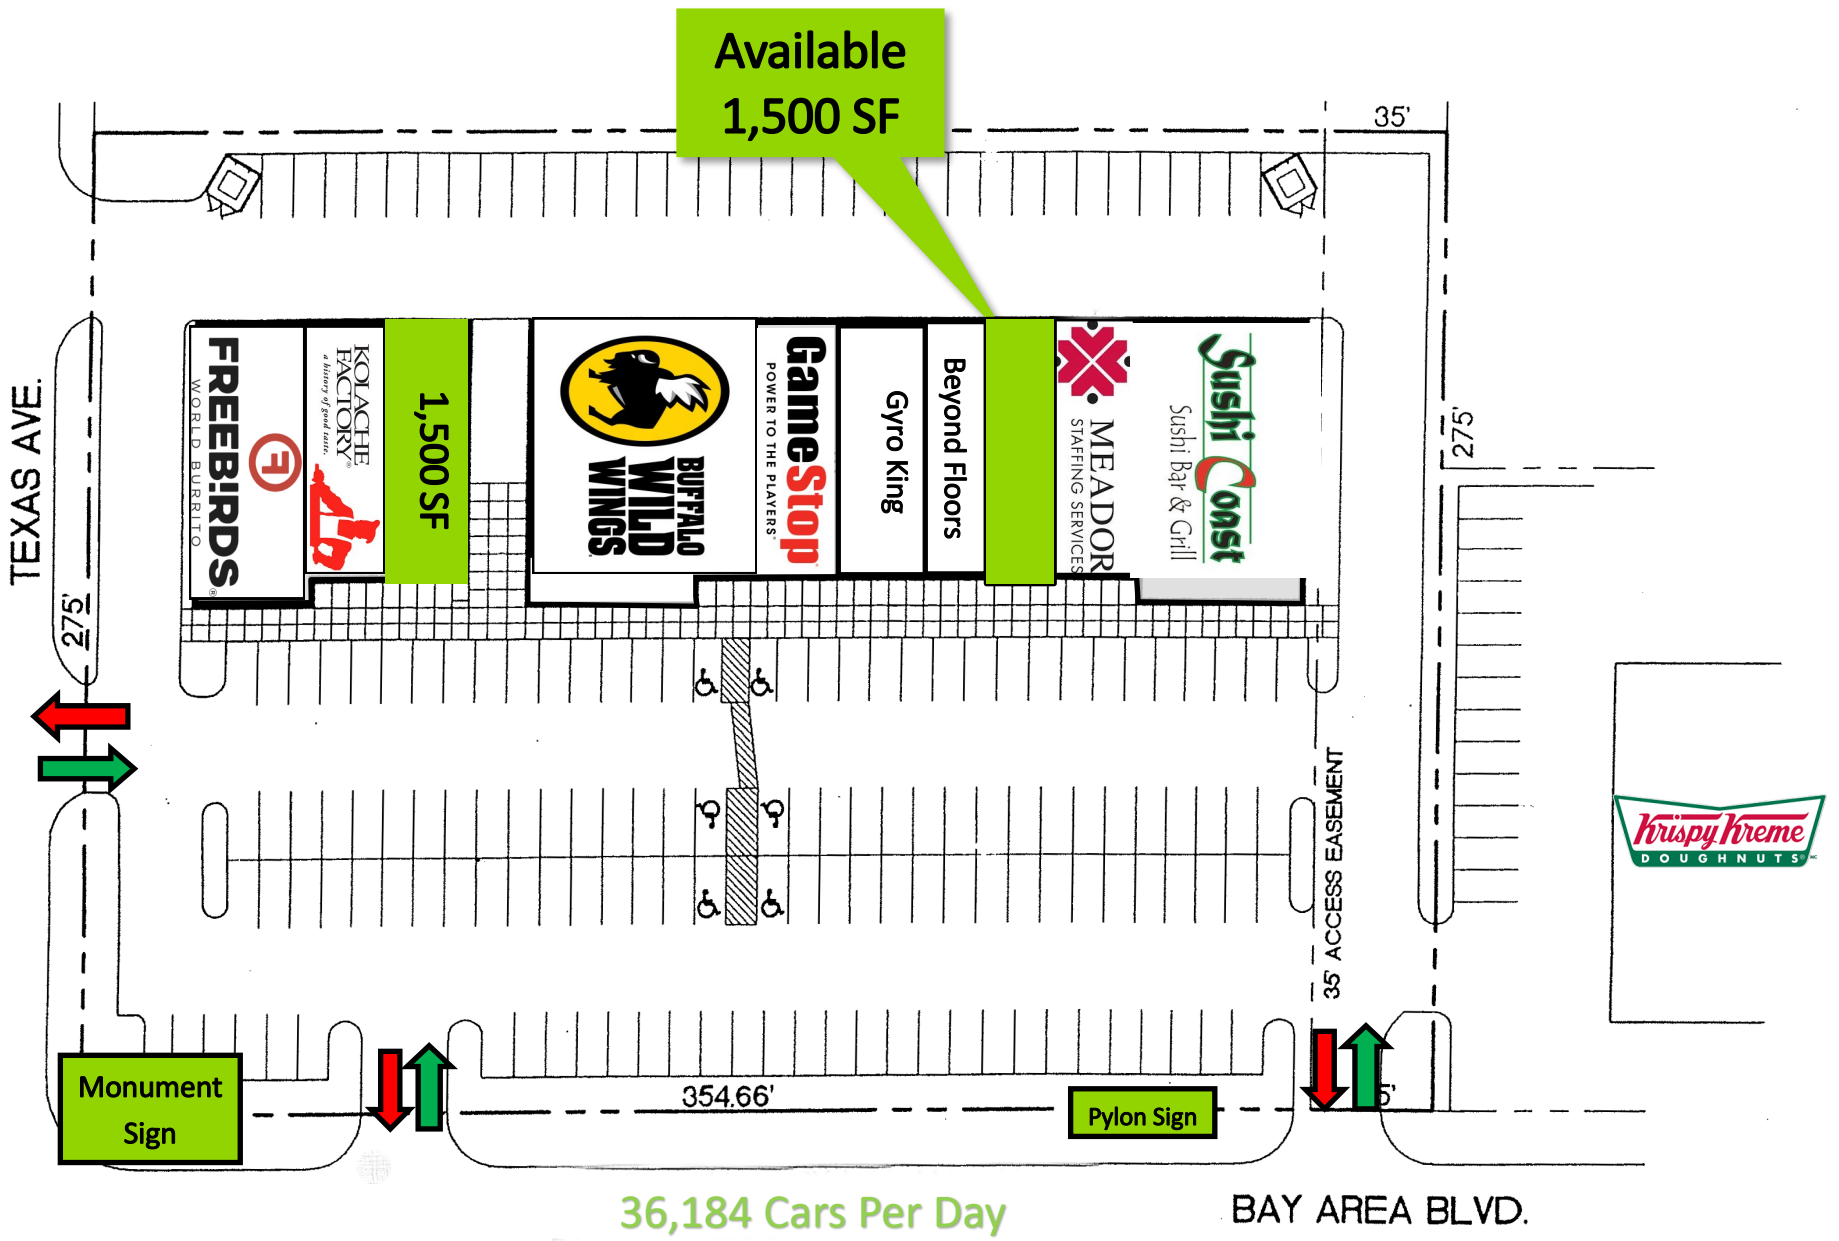 Available
1,500 SF
35'
TEXAS AVE.
275'
FREEBiRDS®
WORLD BURRITO
KOLACHE
FACTORY®
a history of good taste.
1,500 SF
BUFFALO
WILD
WINGS
GameStop
POWER TO THE PLAYERS
Gyro King
Beyond Floors
MEADOR
STAFFING SERVICES
Sushi Coast
Sushi Bar & Grill
275'
35' ACCESS EASEMENT
Krispy Kreme
DOUGHNUTS®
Monument
Sign
354.66'
Pylon Sign
5'
36,184 Cars Per Day
BAY AREA BLVD.